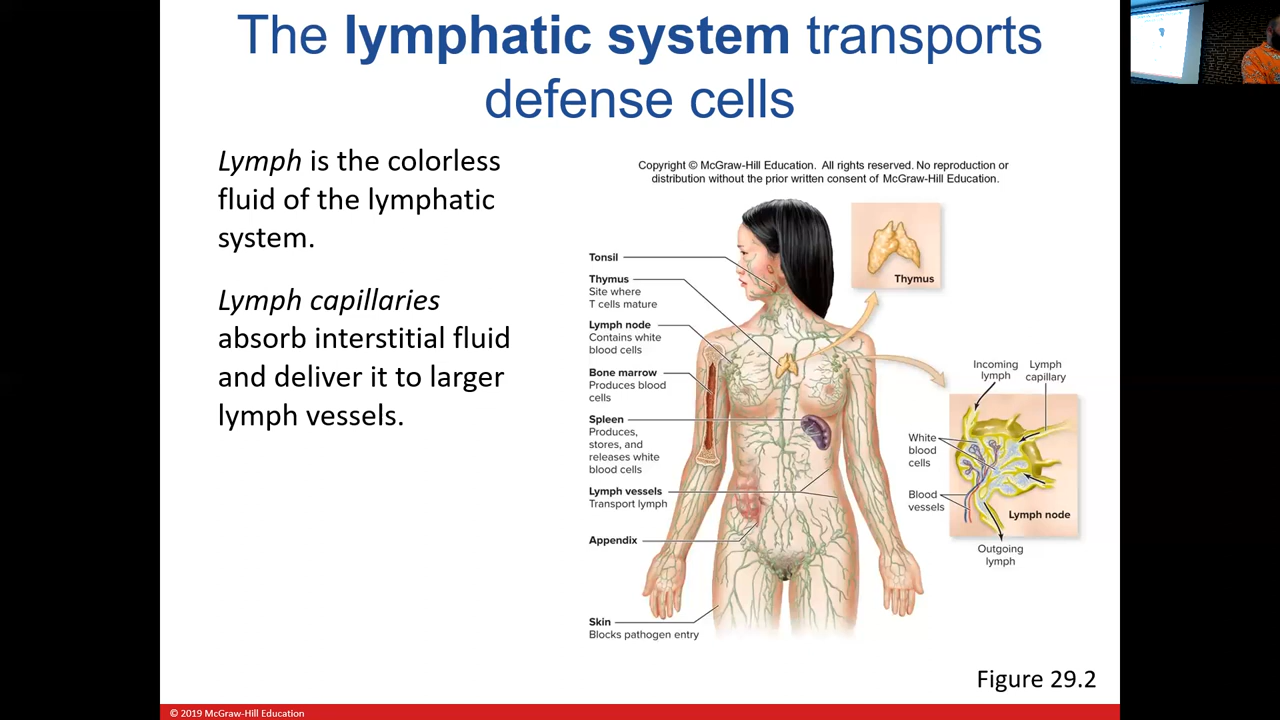 The lymphatic system transports
defense cells
Lymph is the colorless
fluid of the lymphatic
system.
Lymph capillaries
absorb interstitial fluid
and deliver it to larger
lymph vessels.
Copyright © McGraw-Hill Education. All rights reserved. No reproduction or
distribution without the prior written consent of McGraw-Hill Education.
Tonsil
Thymus
Site where
T cells mature
Lymph node
Contains white
blood cells
Bone marrow
Produces blood
cells
Spleen
Produces,
stores, and
releases white
blood cells
Lymph vessels
Transport lymph
Appendix
Skin
Blocks pathogen entry
Thymus
Incoming
lymph
Lymph
capillary
White
blood
cells
Blood
vessels
Lymph node
Outgoing
lymph
Figure 29.2
© 2019 McGraw-Hill Education